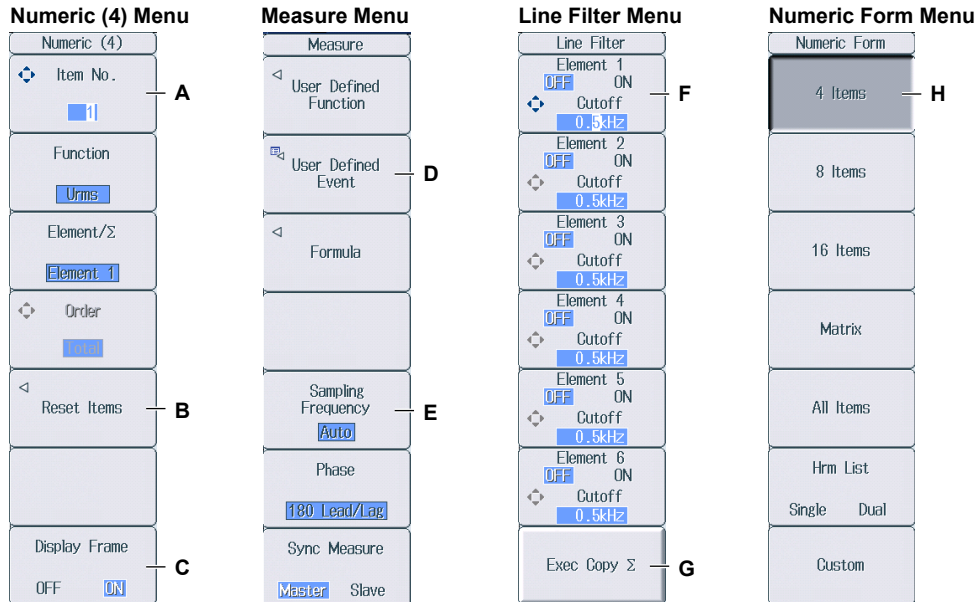 Numeric (4) Menu
Numeric (4)
Item No.
1
A
Function
Urms
Element/Σ
Element 1
Order
Total
Reset Items
B
Display Frame
OFF ON
C
Measure Menu
Measure
User Defined
Function
User Defined
Event
D
Formula
Sampling
Frequency
Auto
E
Phase
180 Lead/Lag
Sync Measure
Master Slave
Line Filter Menu
Line Filter
Element 1
OFF ON
Cutoff
0.5kHz
F
Element 2
OFF ON
Cutoff
0.5kHz
Element 3
OFF ON
Cutoff
0.5kHz
Element 4
OFF ON
Cutoff
0.5kHz
Element 5
OFF ON
Cutoff
0.5kHz
Element 6
OFF ON
Cutoff
0.5kHz
Exec Copy Σ
G
Numeric Form Menu
Numeric Form
4 Items
H
8 Items
16 Items
Matrix
All Items
Hrm List
Single Dual
Custom